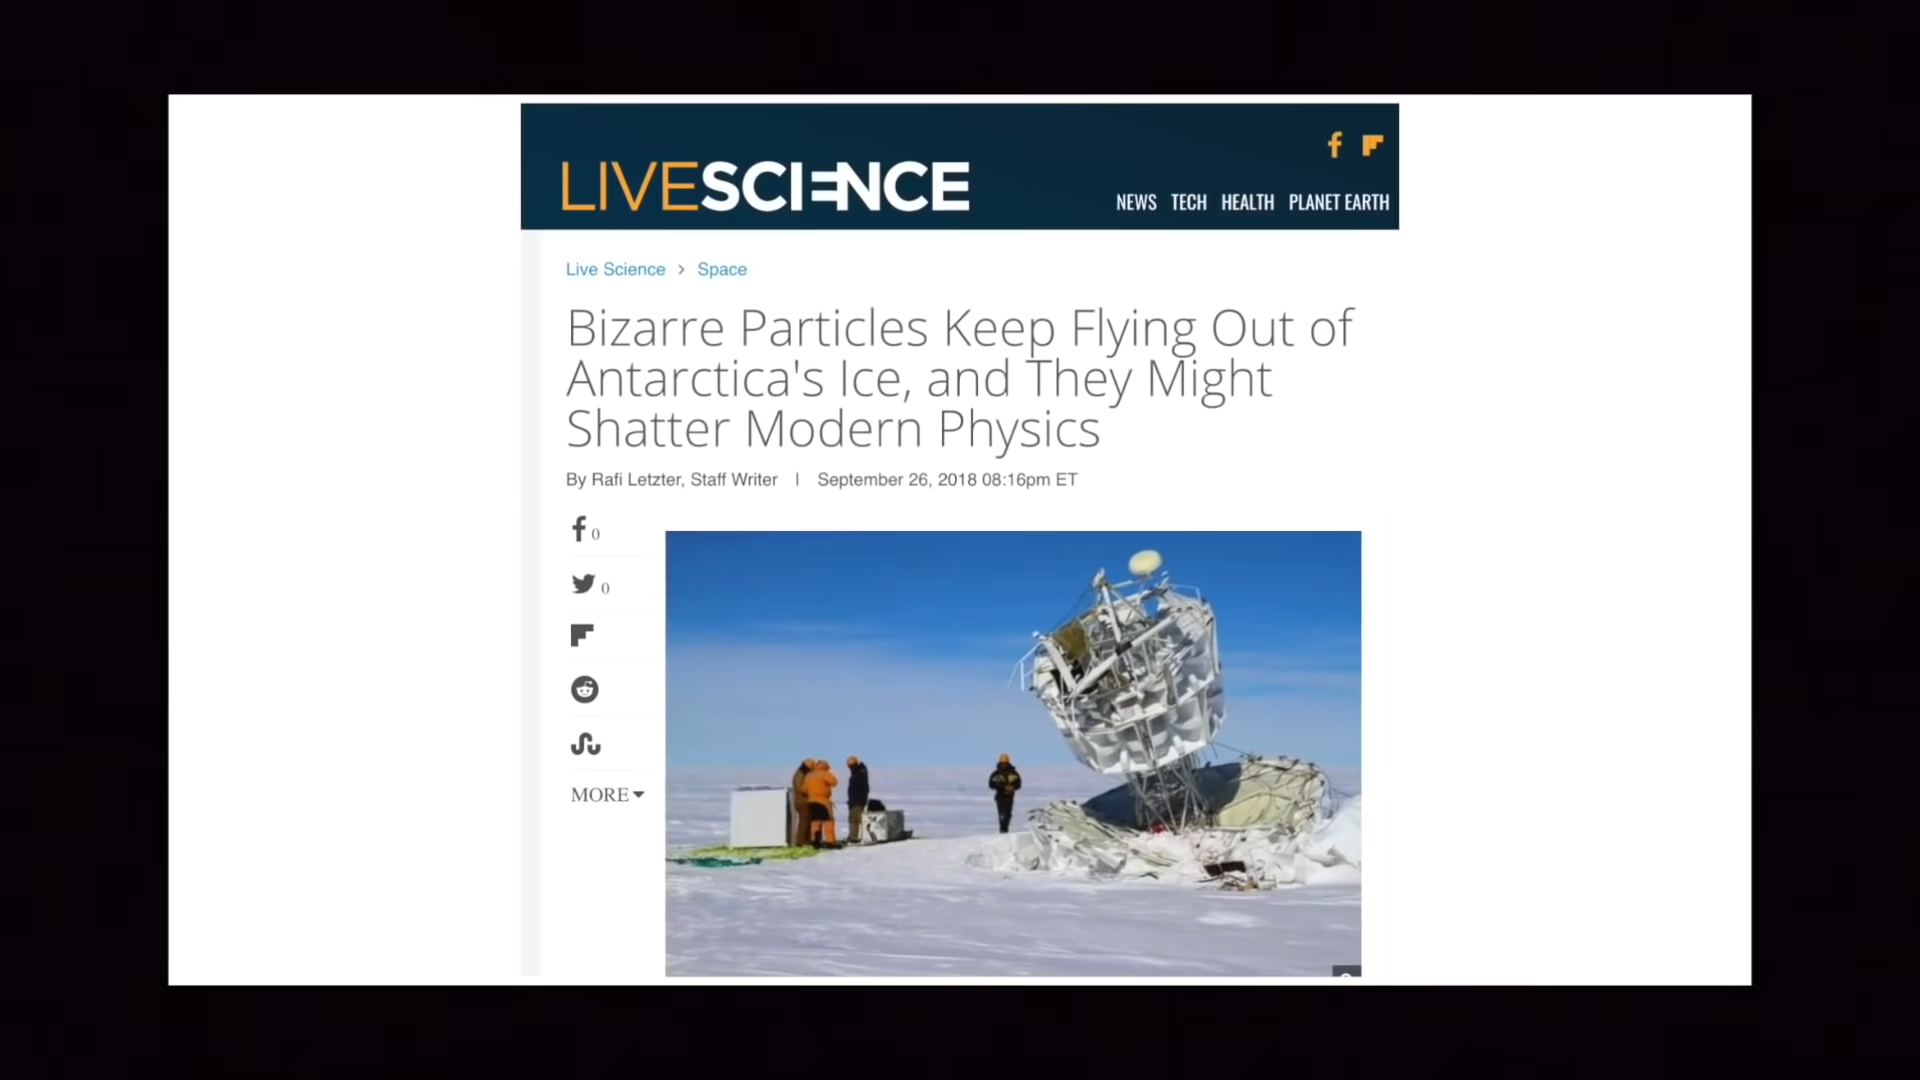 LIVESCIENCE
NEWS TECH HEALTH PLANET EARTH
Live Science > Space
Bizarre Particles Keep Flying Out of
Antarctica's Ice, and They Might
Shatter Modern Physics
By Rafi Letzter, Staff Writer | September 26, 2018 08:16pm ET
0
0
MORE